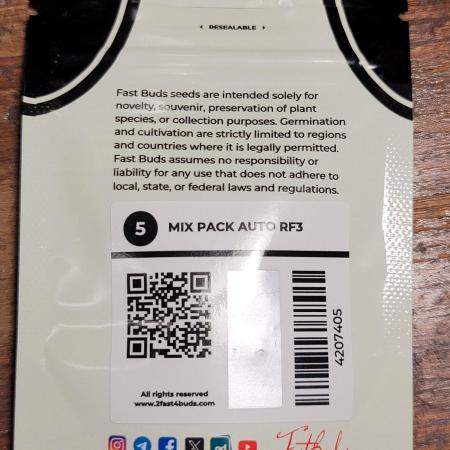 RESEALABLE
Fast Buds seeds are intended solely for
novelty, souvenir, preservation of plant
species, or collection purposes. Germination
and cultivation are strictly limited to regions
and countries where it is legally permitted.
Fast Buds assumes no responsibility or
liability for any use that does not adhere to
local, state, or federal laws and regulations.
5 MIX PACK AUTO RF3
4207405
All rights reserved
www.2fast4buds.com